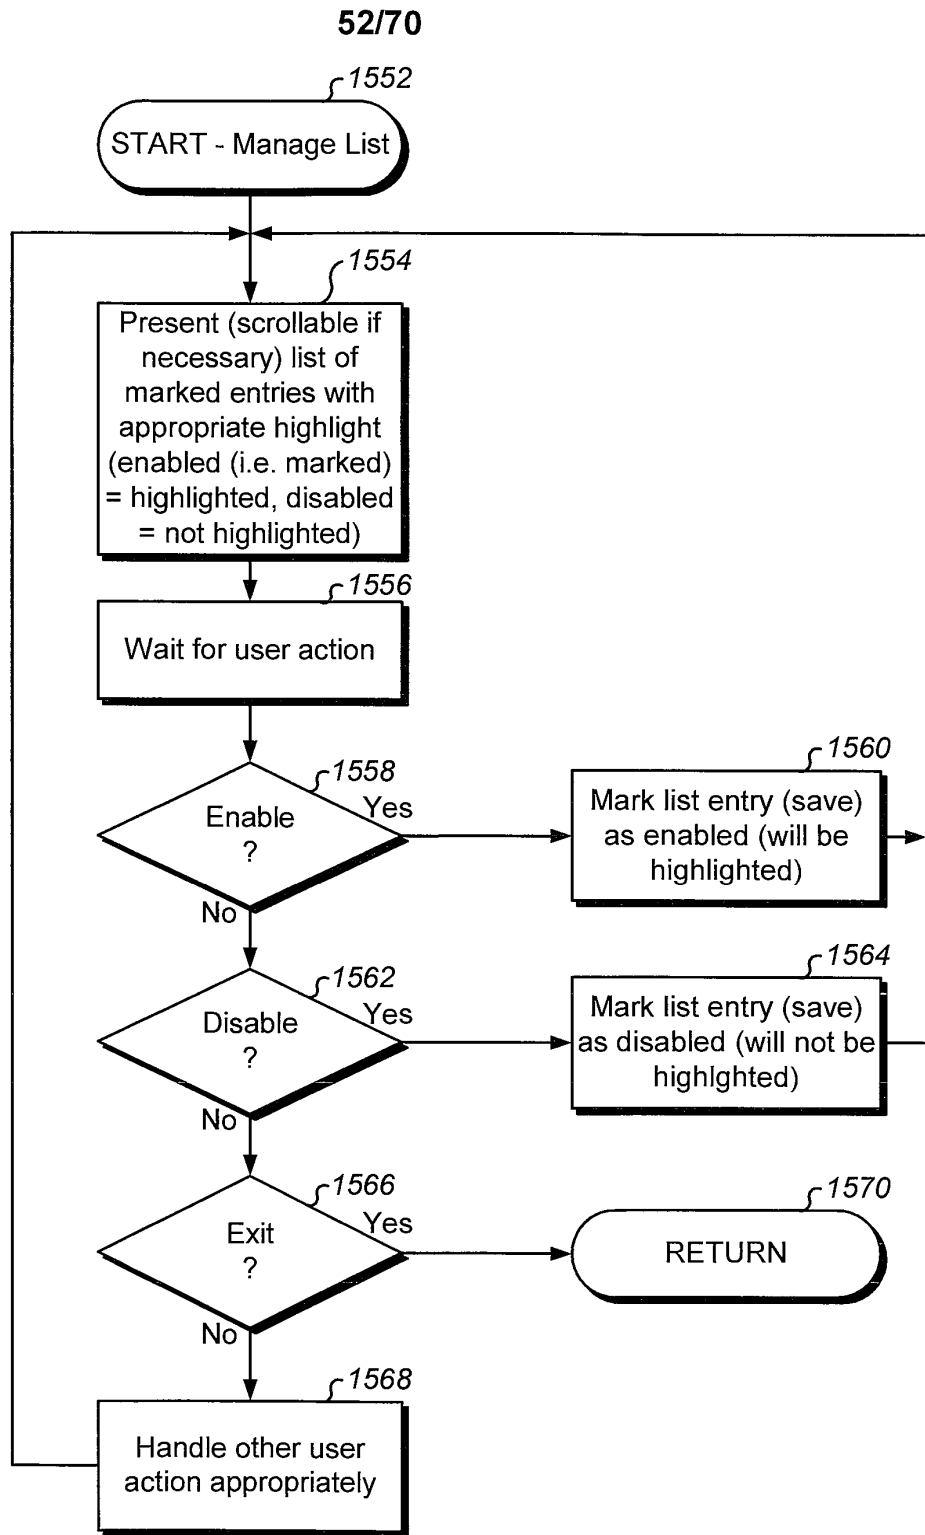 52/70
1552
START - Manage List
1554
Present (scrollable if
necessary) list of
marked entries with
appropriate highlight
(enabled (i.e. marked)
= highlighted, disabled
= not highlighted)
1556
Wait for user action
1558
Enable
?
Yes
No
1560
Mark list entry (save)
as enabled (will be
highlighted)
1562
Disable
?
Yes
No
1564
Mark list entry (save)
as disabled (will not be
highlghted)
1566
Exit
?
Yes
No
1570
RETURN
1568
Handle other user
action appropriately